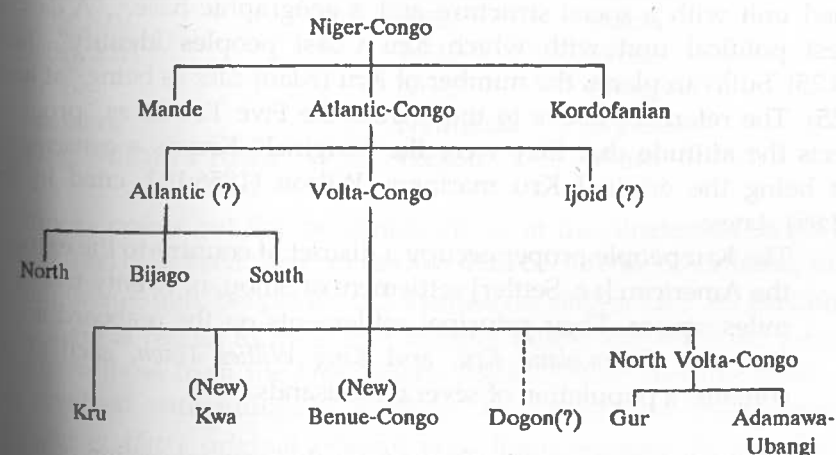 Niger-Congo
Mande Atlantic-Congo Kordofanian
Atlantic (?) Volta-Congo Ijoid (?)
North Bijago South
North Volta-Congo
(New) (New)
Kru Kwa Benue-Congo Dogon(?) Gur Adamawa-
Ubangi